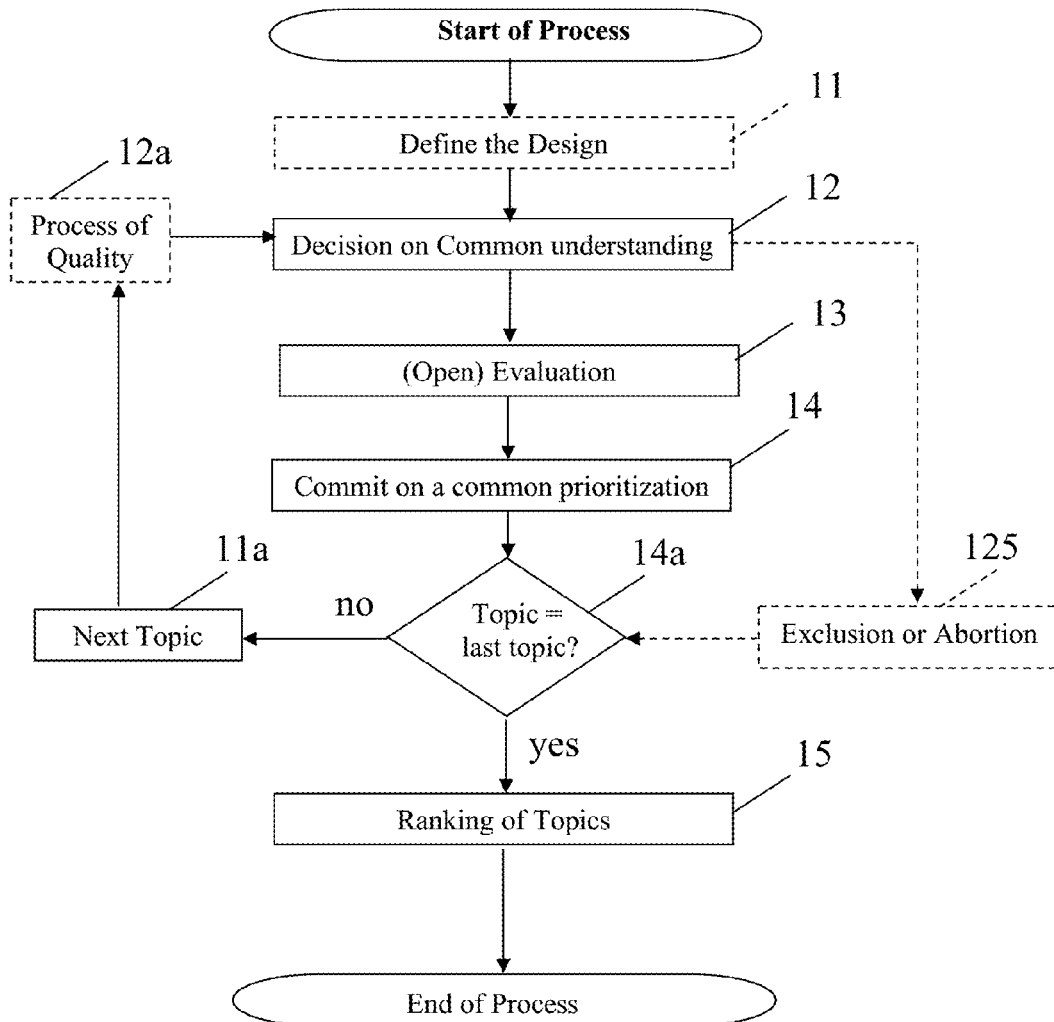 Start of Process
11
Define the Design
12a
12
Process of
Quality
Decision on Common understanding
13
(Open) Evaluation
14
Commit on a common prioritization
11a
14a
125
no
Topic =
last topic?
Next Topic
Exclusion or Abortion
yes
15
Ranking of Topics
End of Process